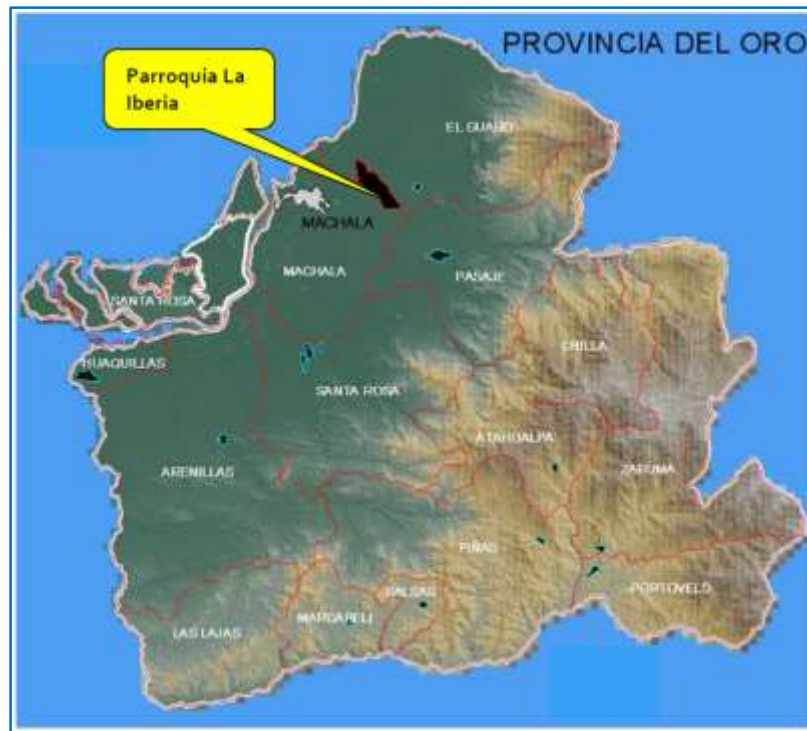 PROVINCIA DEL ORO
Parroquia La
Iberia
EL GUABO
MACHALA
MACHALA
PASAJE
SANTA ROSA
CHILLA
HUAQUILLAS
SANTA ROSA
ATAHUALPA
ZARUMA
ARENILLAS
PIÑAS
BALSAS
PORTOVELO
MARCABELI
LAS LAJAS